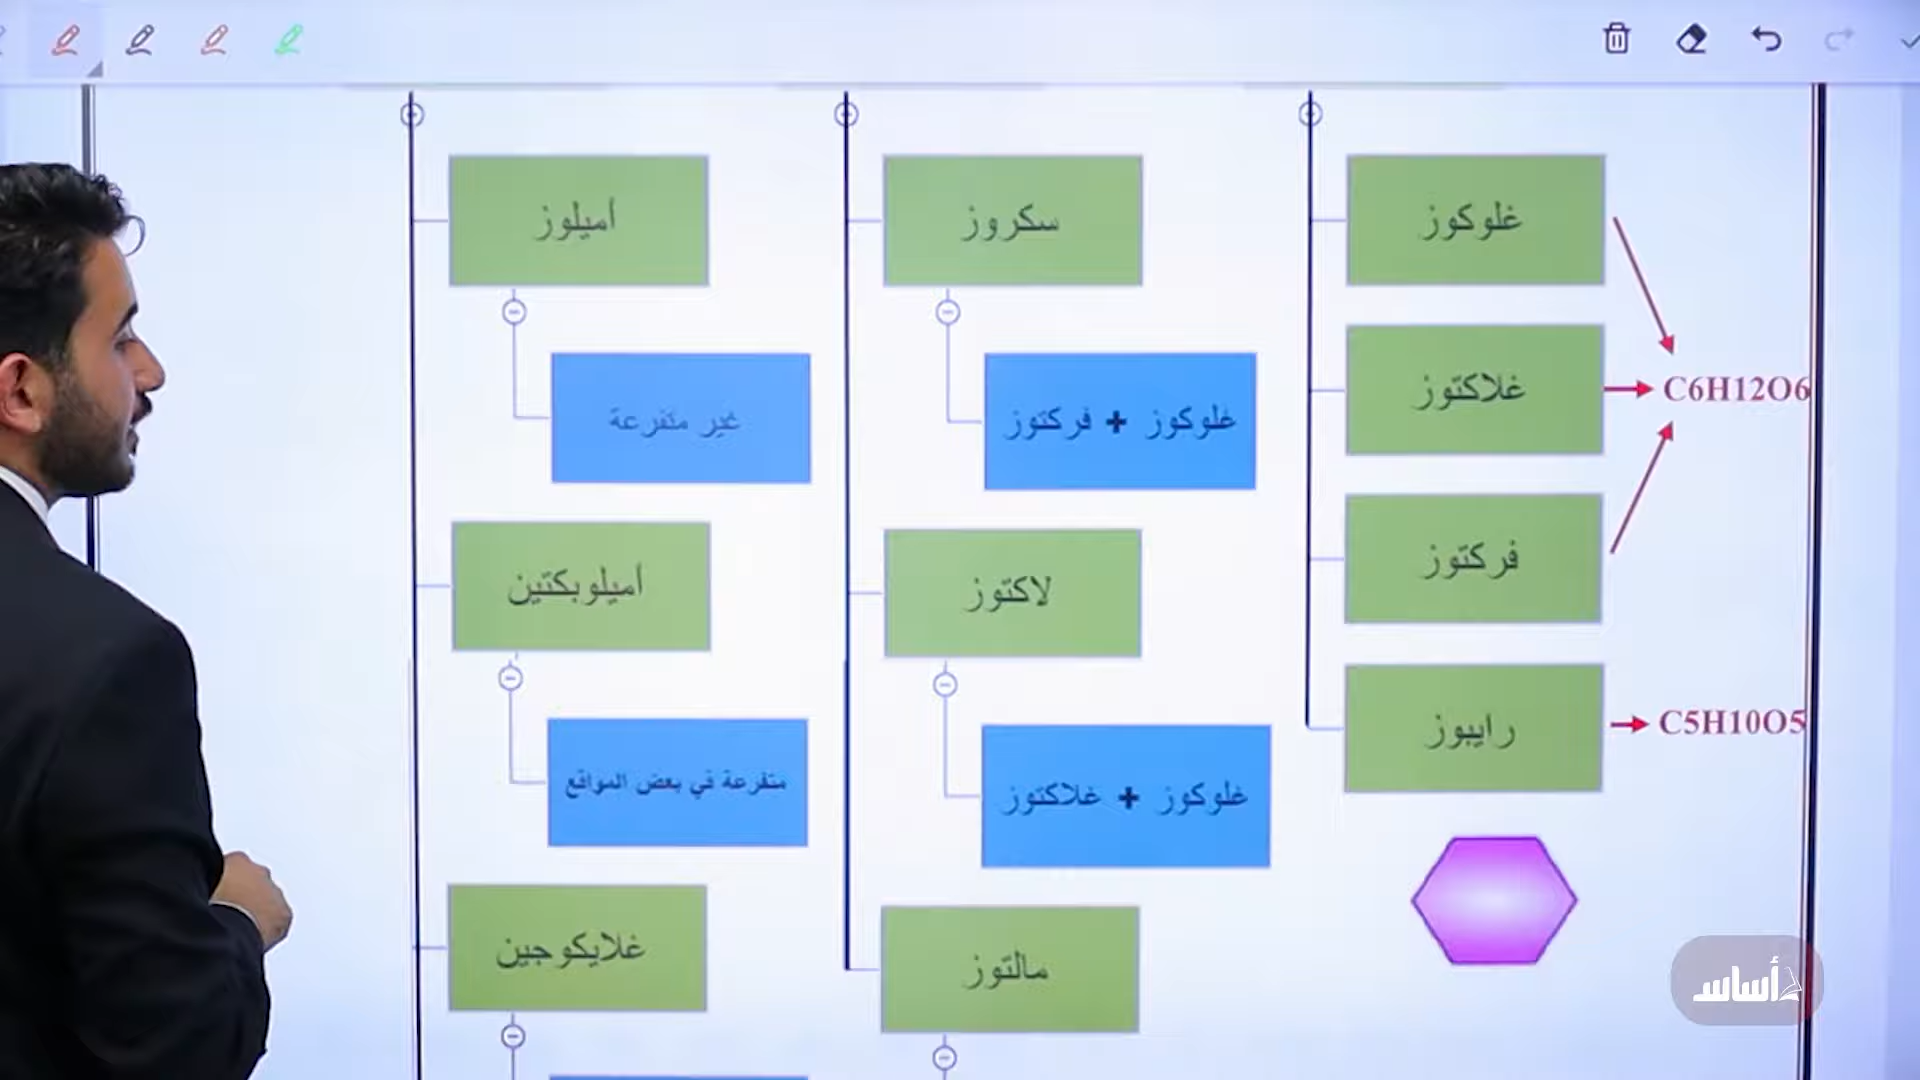 غلوكوز
غلاكتوز
فركتوز
رايبوز
C6H12O6
C5H10O5
سكروز
غلوكوز + فركتوز
لاكتوز
غلوكوز + غلاكتوز
مالتوز
أميلوز
غير متفرعة
أميلوبكتين
متفرعة في بعض المواقع
غلايكوجين
أساس